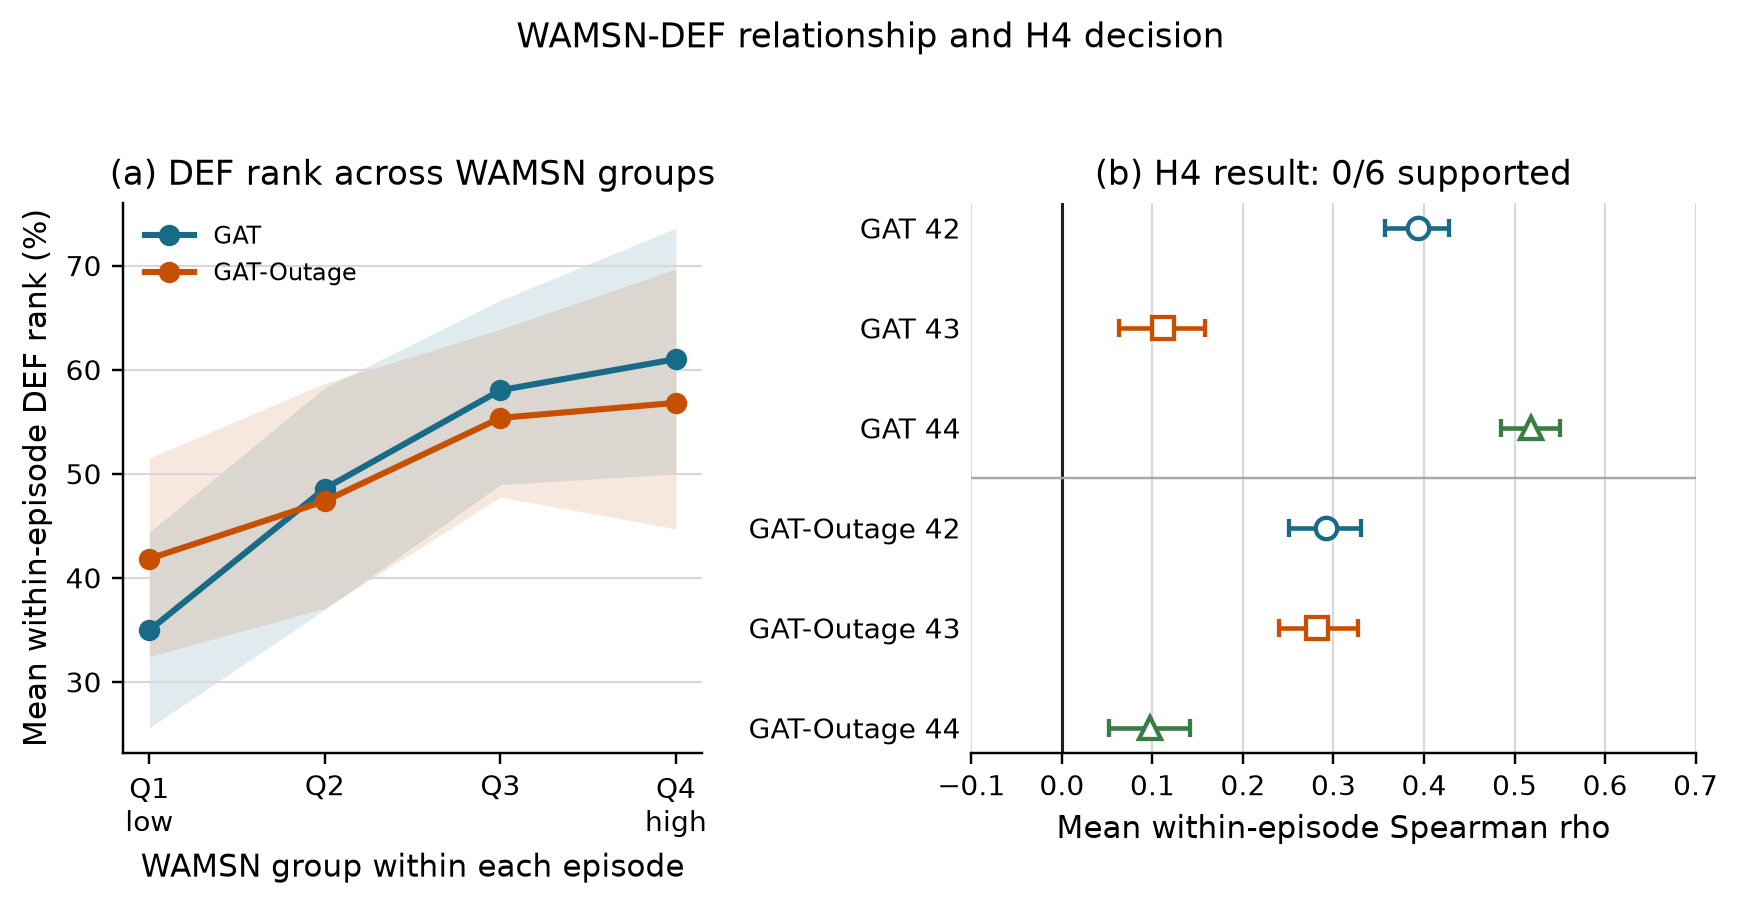 WAMSN-DEF relationship and H4 decision
(a) DEF rank across WAMSN groups
Mean within-episode DEF rank (%)
70
60
50
40
30
GAT
GAT-Outage
Q1
low
Q2
Q3
Q4
high
WAMSN group within each episode
(b) H4 result: 0/6 supported
GAT 42
GAT 43
GAT 44
GAT-Outage 42
GAT-Outage 43
GAT-Outage 44
−0.1 0.0 0.1 0.2 0.3 0.4 0.5 0.6 0.7
Mean within-episode Spearman rho